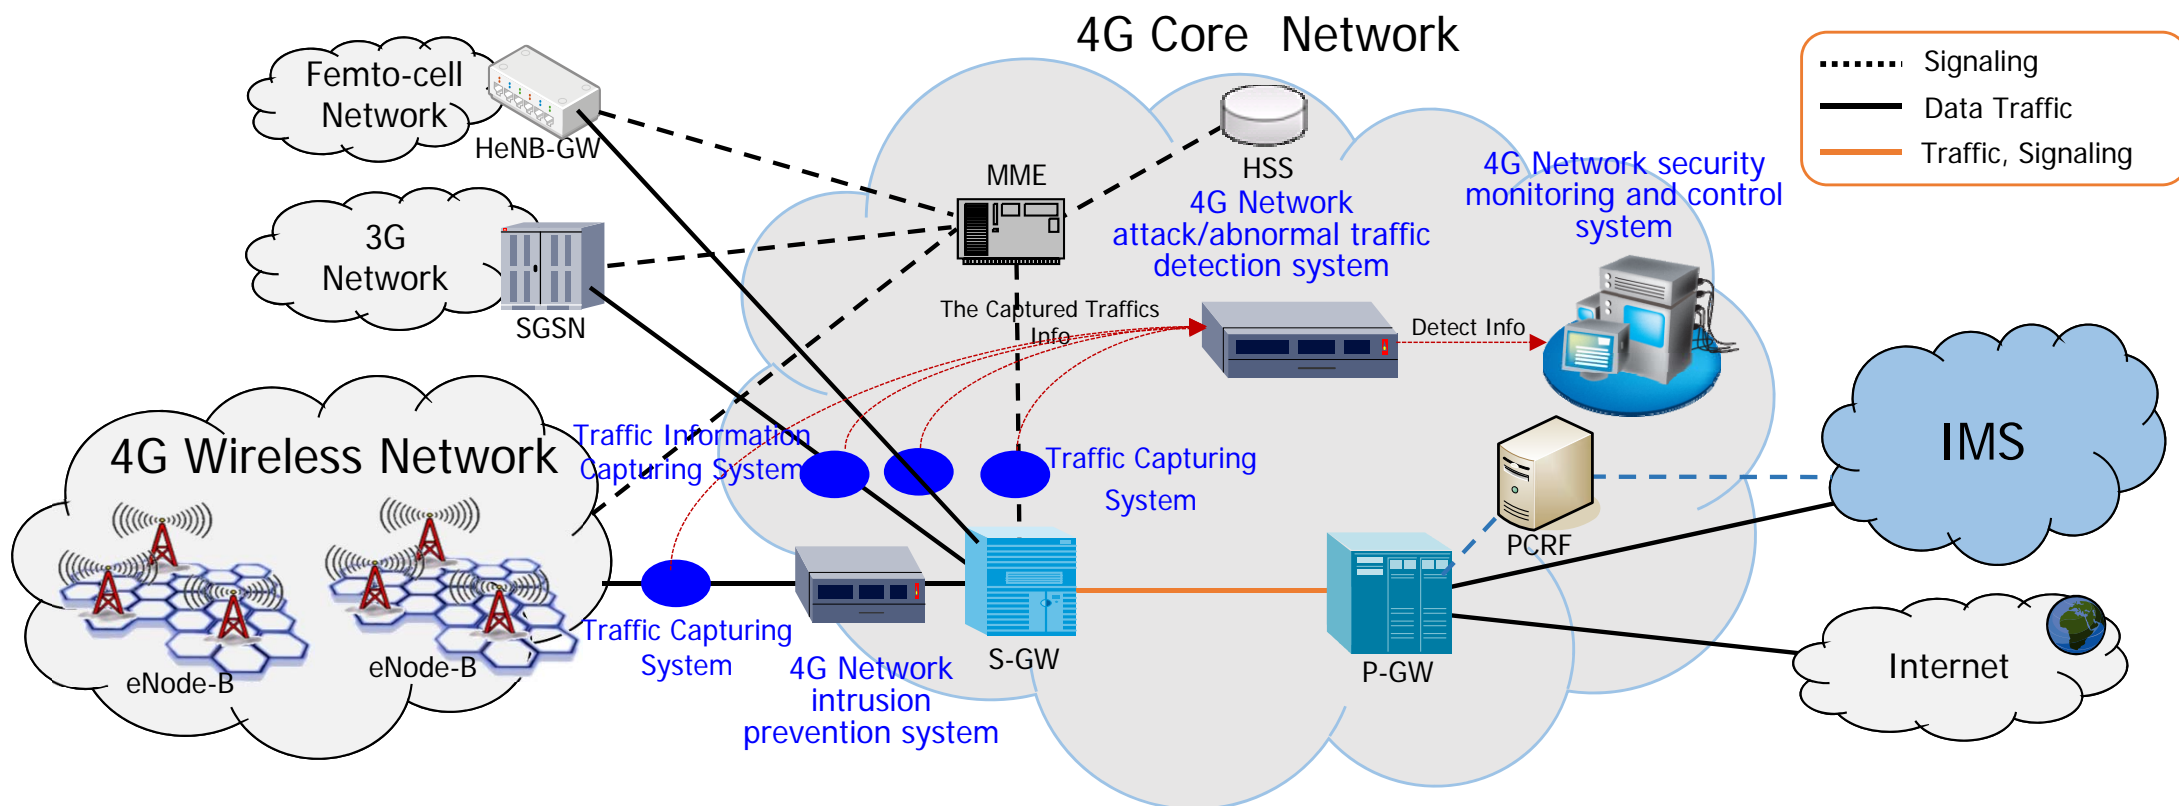 4G Core Network
Signaling
Data Traffic
Traffic, Signaling
Femto-cell
Network
HeNB-GW
3G
Network
SGSN
MME
HSS
4G Network
attack/abnormal traffic
detection system
4G Network security
monitoring and control
system
The Captured Traffics
Info
Detect Info
4G Wireless Network
eNode-B
eNode-B
Traffic Information
Capturing System
Traffic Capturing
System
Traffic Capturing
System
4G Network
intrusion
prevention system
S-GW
P-GW
PCRF
IMS
Internet